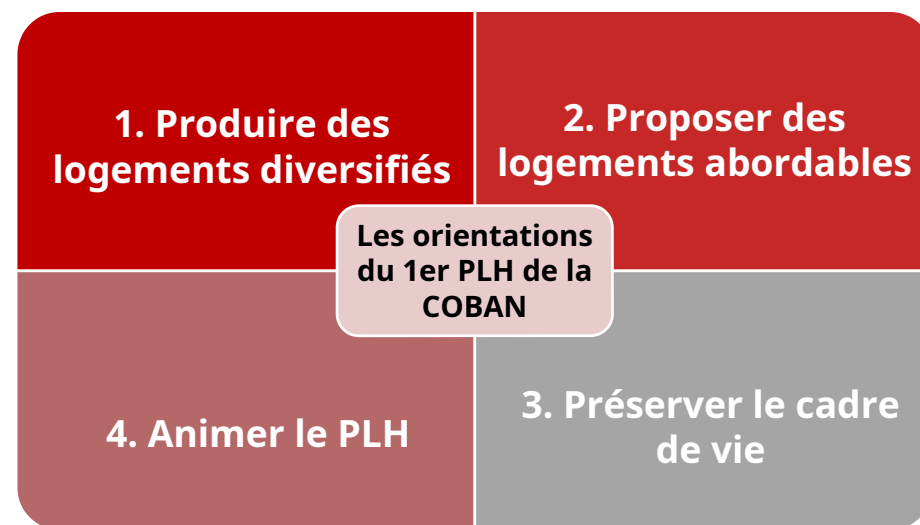 1. Produire des
logements diversifiés
2. Proposer des
logements abordables
Les orientations
du 1er PLH de la
COBAN
4. Animer le PLH
3. Préserver le cadre
de vie